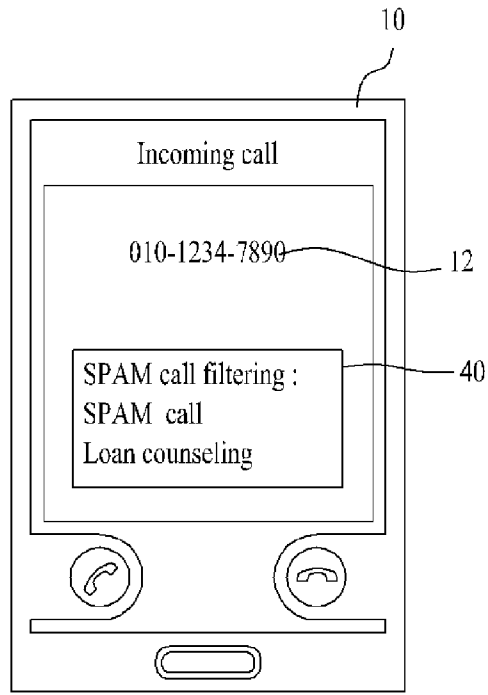 10
Incoming call
010-1234-7890
12
SPAM call filtering :
40
SPAM call
Loan counseling